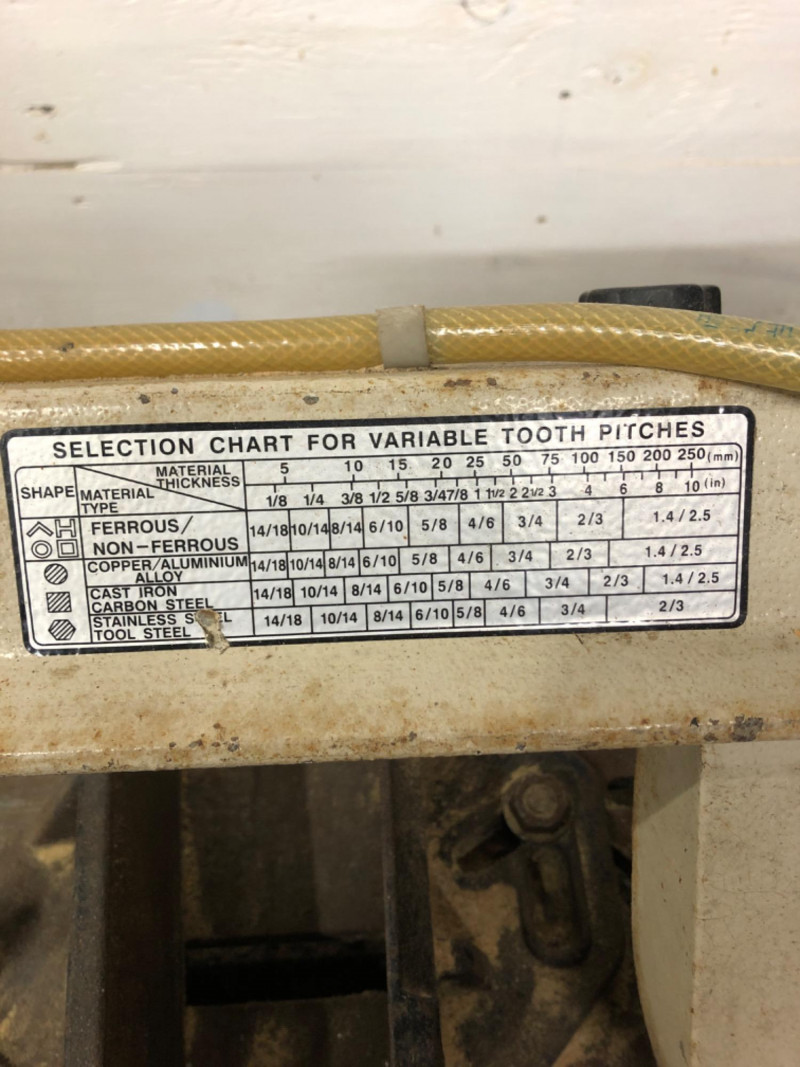 SELECTION CHART FOR VARIABLE TOOTH PITCHES
SHAPE
MATERIAL THICKNESS
MATERIAL TYPE
5 10 15 20 25 50 75 100 150 200 250 (mm)
1/8 1/4 3/8 1/2 5/8 3/4 7/8 1 1 1/2 2 2 1/2 3 4 6 8 10 (in)
FERROUS/
NON-FERROUS
14/18 10/14 8/14 6/10 5/8 4/6 3/4 2/3 1.4/2.5
COPPER/ALUMINIUM
ALLOY
14/18 10/14 8/14 6/10 5/8 4/6 3/4 2/3 1.4/2.5
CAST IRON
CARBON STEEL
14/18 10/14 8/14 6/10 5/8 4/6 3/4 2/3 1.4/2.5
STAINLESS
TOOL STEEL
14/18 10/14 8/14 6/10 5/8 4/6 3/4 2/3